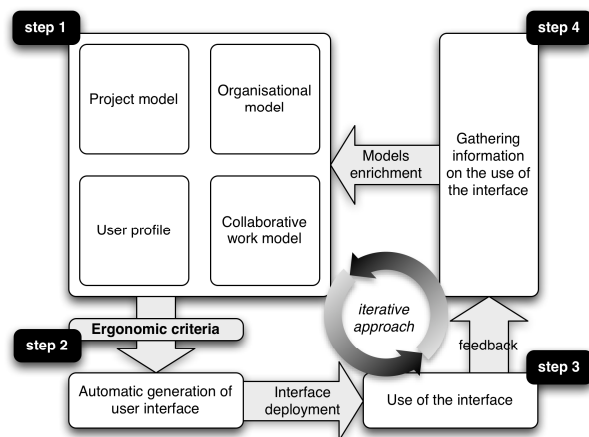 step 1
Project model
Organisational
model
User profile
Collaborative
work model
step 4
Gathering
information
on the use of
the interface
Models
enrichment
iterative
approach
Ergonomic criteria
step 2
Automatic generation of
user interface
Interface
deployment
feedback
step 3
Use of the interface